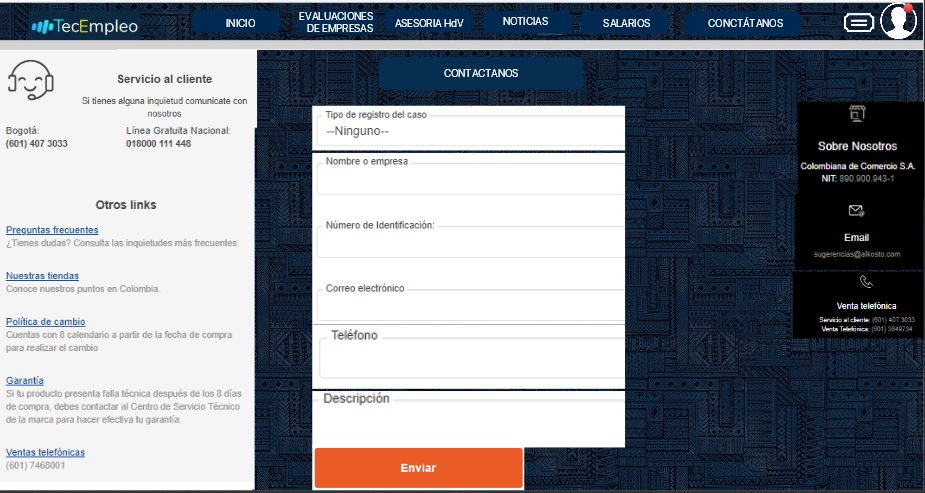 TecEmpleo
INICIO
EVALUACIONES
DE EMPRESAS
ASESORIA HdV
NOTICIAS
SALARIOS
CONCTÁTANOS
Servicio al cliente
Si tienes alguna inquietud comunicate con
nosotros
Bogotá:
(601) 407 3033
Línea Gratuita Nacional:
018000 111 448
Otros links
Preguntas frecuentes
¿Tienes dudas? Consulta las inquietudes más frecuentes.
Nuestras tiendas
Conoce nuestros puntos en Colombia.
Política de cambio
Cuentas con 8 calendario a partir de la fecha de compra
para realizar el cambio
Garantía
Si tu producto presenta falla técnica después de los 8 días
de compra, debes contactar al Centro de Servicio Técnico
de la marca para hacer efectiva tu garantía.
Ventas telefónicas
(601) 7468001
CONTACTANOS
Tipo de registro del caso
--Ninguno--
Nombre o empresa
Número de Identificación:
Correo electrónico
Teléfono
Descripción
Enviar
Sobre Nosotros
Colombiana de Comercio S.A.
NIT: 890.900.943-1
Email
sugerencias@alkosto.com
Venta telefónica
Servicio al cliente: (601) 407 3033
Venta Telefónica: (601) 3649734